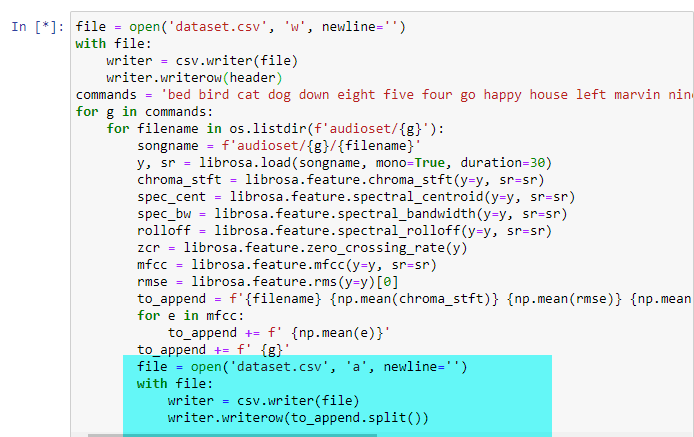 In [*]: file = open('dataset.csv', 'w', newline='')
with file:
    writer = csv.writer(file)
    writer.writerow(header)
commands = 'bed bird cat dog down eight five four go happy house left marvin nin
for g in commands:
    for filename in os.listdir(f'audioset/{g}'):
        songname = f'audioset/{g}/{filename}'
        y, sr = librosa.load(songname, mono=True, duration=30)
        chroma_stft = librosa.feature.chroma_stft(y=y, sr=sr)
        spec_cent = librosa.feature.spectral_centroid(y=y, sr=sr)
        spec_bw = librosa.feature.spectral_bandwidth(y=y, sr=sr)
        rolloff = librosa.feature.spectral_rolloff(y=y, sr=sr)
        zcr = librosa.feature.zero_crossing_rate(y)
        mfcc = librosa.feature.mfcc(y=y, sr=sr)
        rmse = librosa.feature.rms(y=y)[0]
        to_append = f'{filename} {np.mean(chroma_stft)} {np.mean(rmse)} {np.mean
        for e in mfcc:
            to_append += f' {np.mean(e)}'
        to_append += f' {g}'
        file = open('dataset.csv', 'a', newline='')
        with file:
            writer = csv.writer(file)
            writer.writerow(to_append.split())